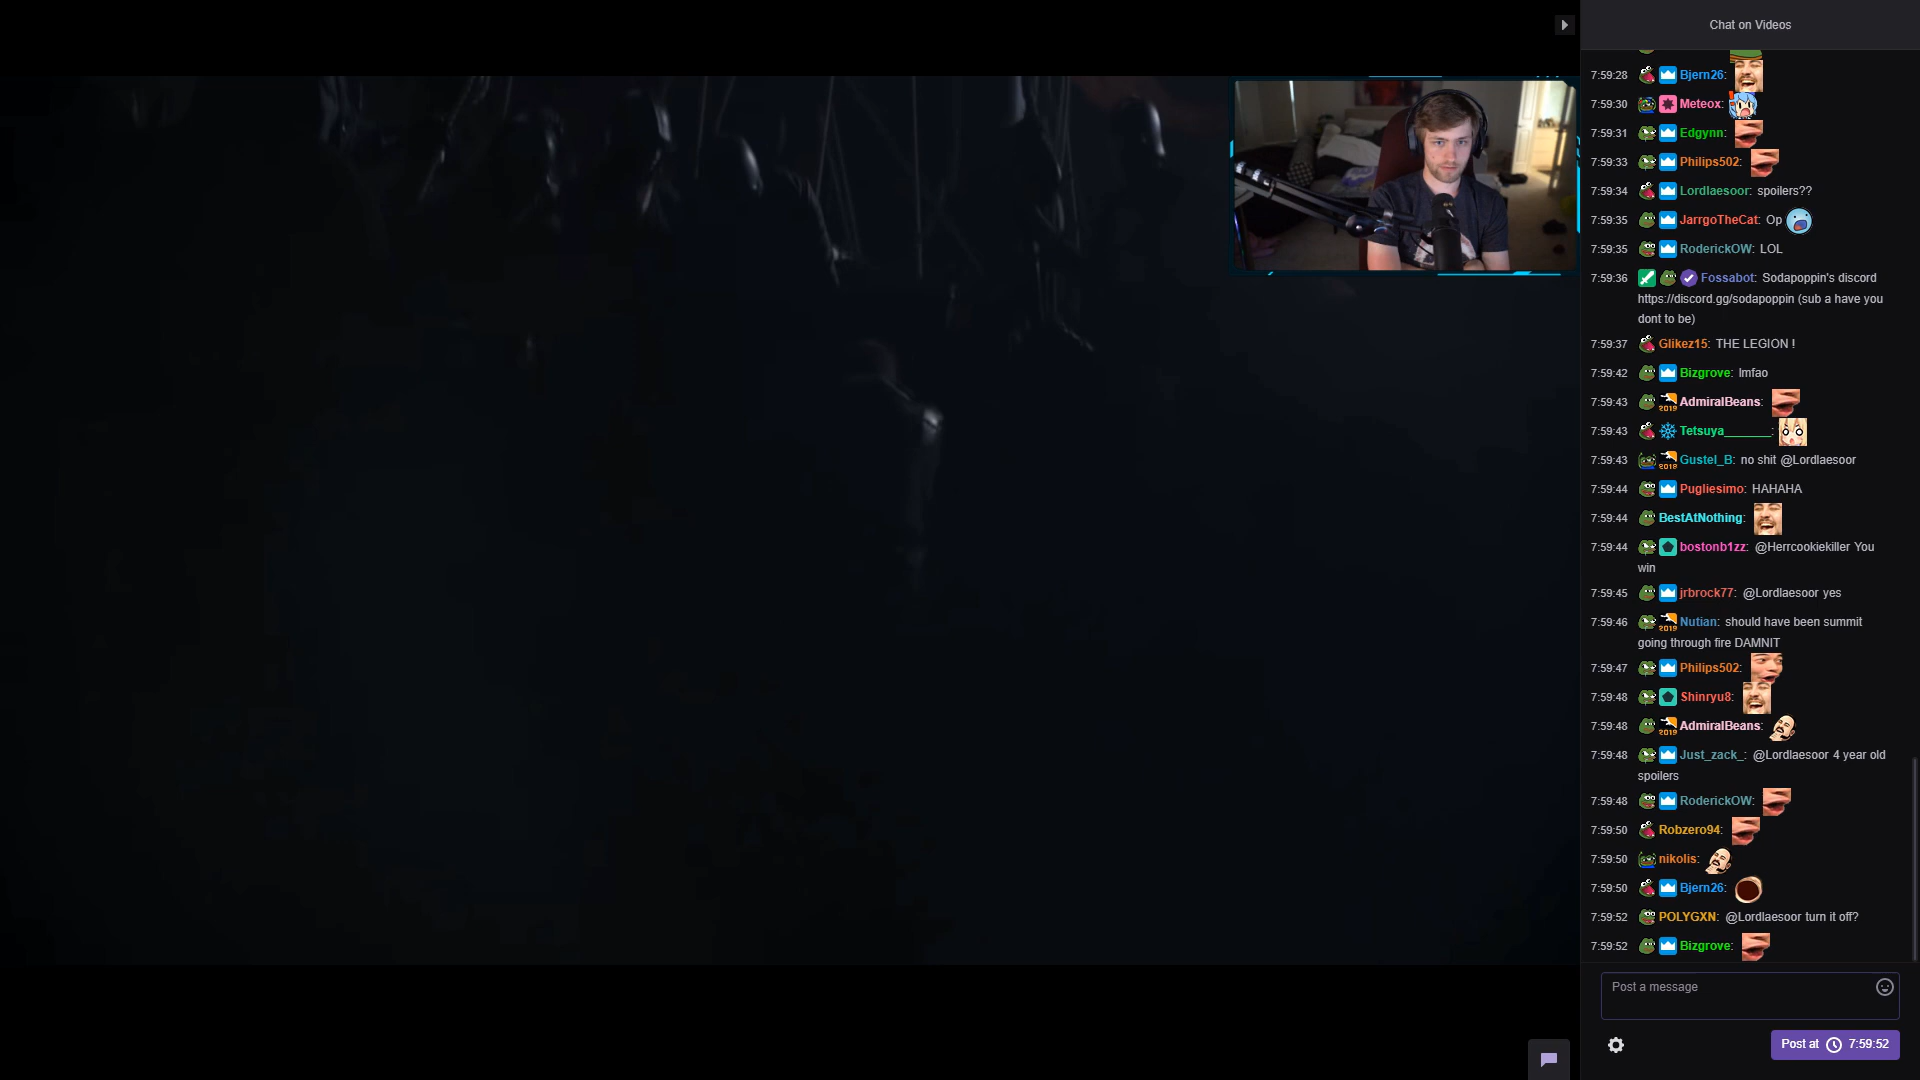 Chat on Videos
7:59:28 Bjern26:
7:59:30 Meteox:
7:59:31 Edgynn:
7:59:33 Philips502:
7:59:34 Lordlaesoor: spoilers??
7:59:35 JarrgoTheCat: Op
7:59:35 RoderickOW: LOL
7:59:36 Fossabot: Sodapoppin's discord
https://discord.gg/sodapoppin (sub a have you
dont to be)
7:59:37 Glikez15: THE LEGION !
7:59:42 Bizgrove: lmfao
7:59:43 2019 AdmiralBeans:
7:59:43 Tetsuya_______:
7:59:43 2018 Gustel_B: no shit @Lordlaesoor
7:59:44 Pugliesimo: HAHAHA
7:59:44 BestAtNothing:
7:59:44 bostonb1zz: @Herrcookiekiller You
win
7:59:45 jrbrock77: @Lordlaesoor yes
7:59:46 2019 Nutian: should have been summit
going through fire DAMNIT
7:59:47 Philips502:
7:59:48 Shinryu8:
7:59:48 2019 AdmiralBeans:
7:59:48 Just_zack_: @Lordlaesoor 4 year old
spoilers
7:59:48 RoderickOW:
7:59:50 Robzero94:
7:59:50 nikolis:
7:59:50 Bjern26:
7:59:52 POLYGXN: @Lordlaesoor turn it off?
7:59:52 Bizgrove:
Post a message
Post at 7:59:52